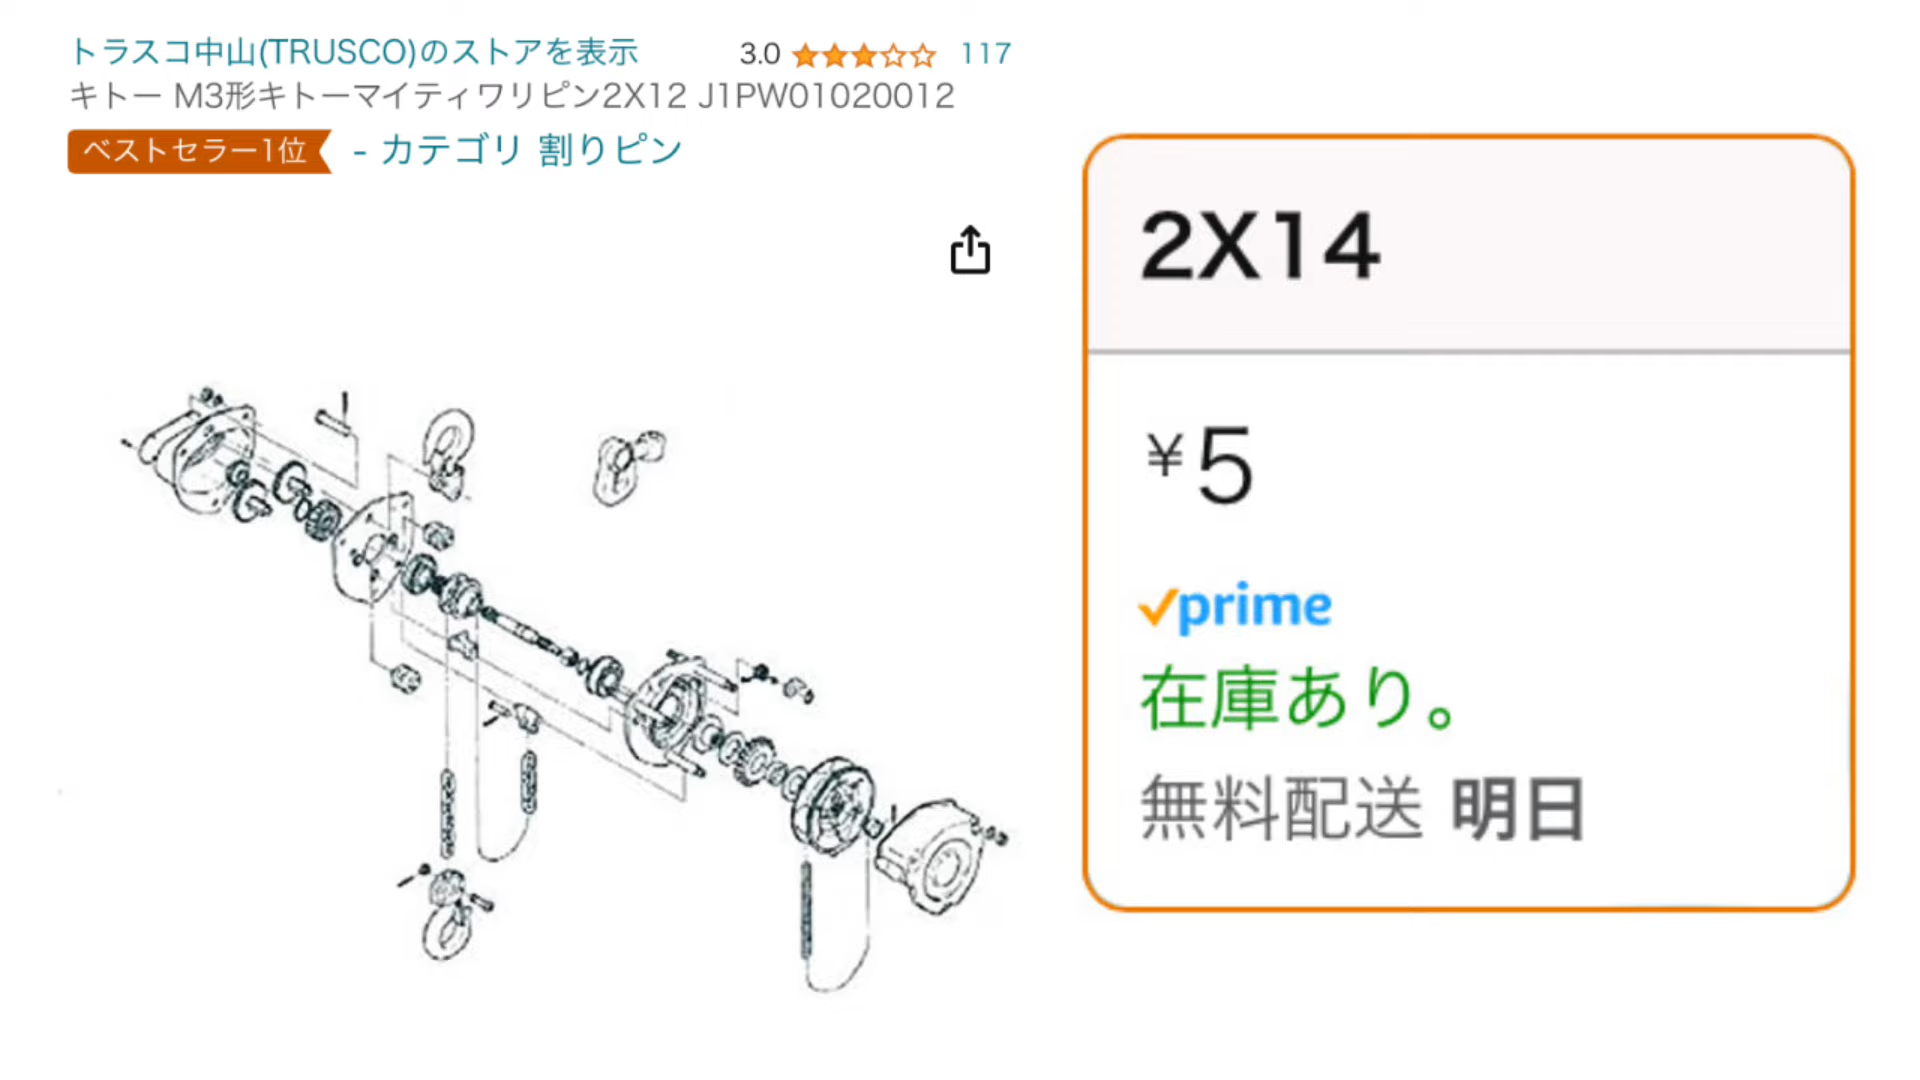 トラスコ中山(TRUSCO)のストアを表示 3.0 117
キトー M3形キトーマイティワリピン2X12 J1PW01020012
ベストセラー1位 - カテゴリ 割りピン
2X14
¥5
prime
在庫あり。
無料配送 明日